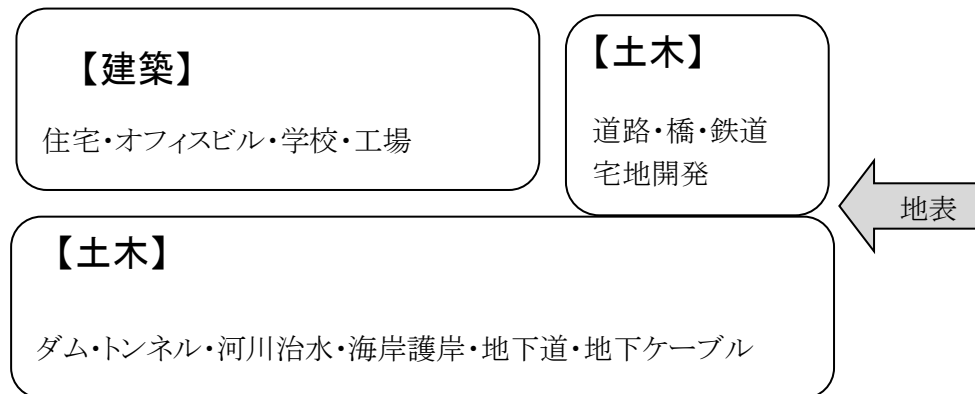 【建築】
住宅・オフィスビル・学校・工場
【土木】
道路・橋・鉄道
宅地開発
地表
【土木】
ダム・トンネル・河川治水・海岸護岸・地下道・地下ケーブル